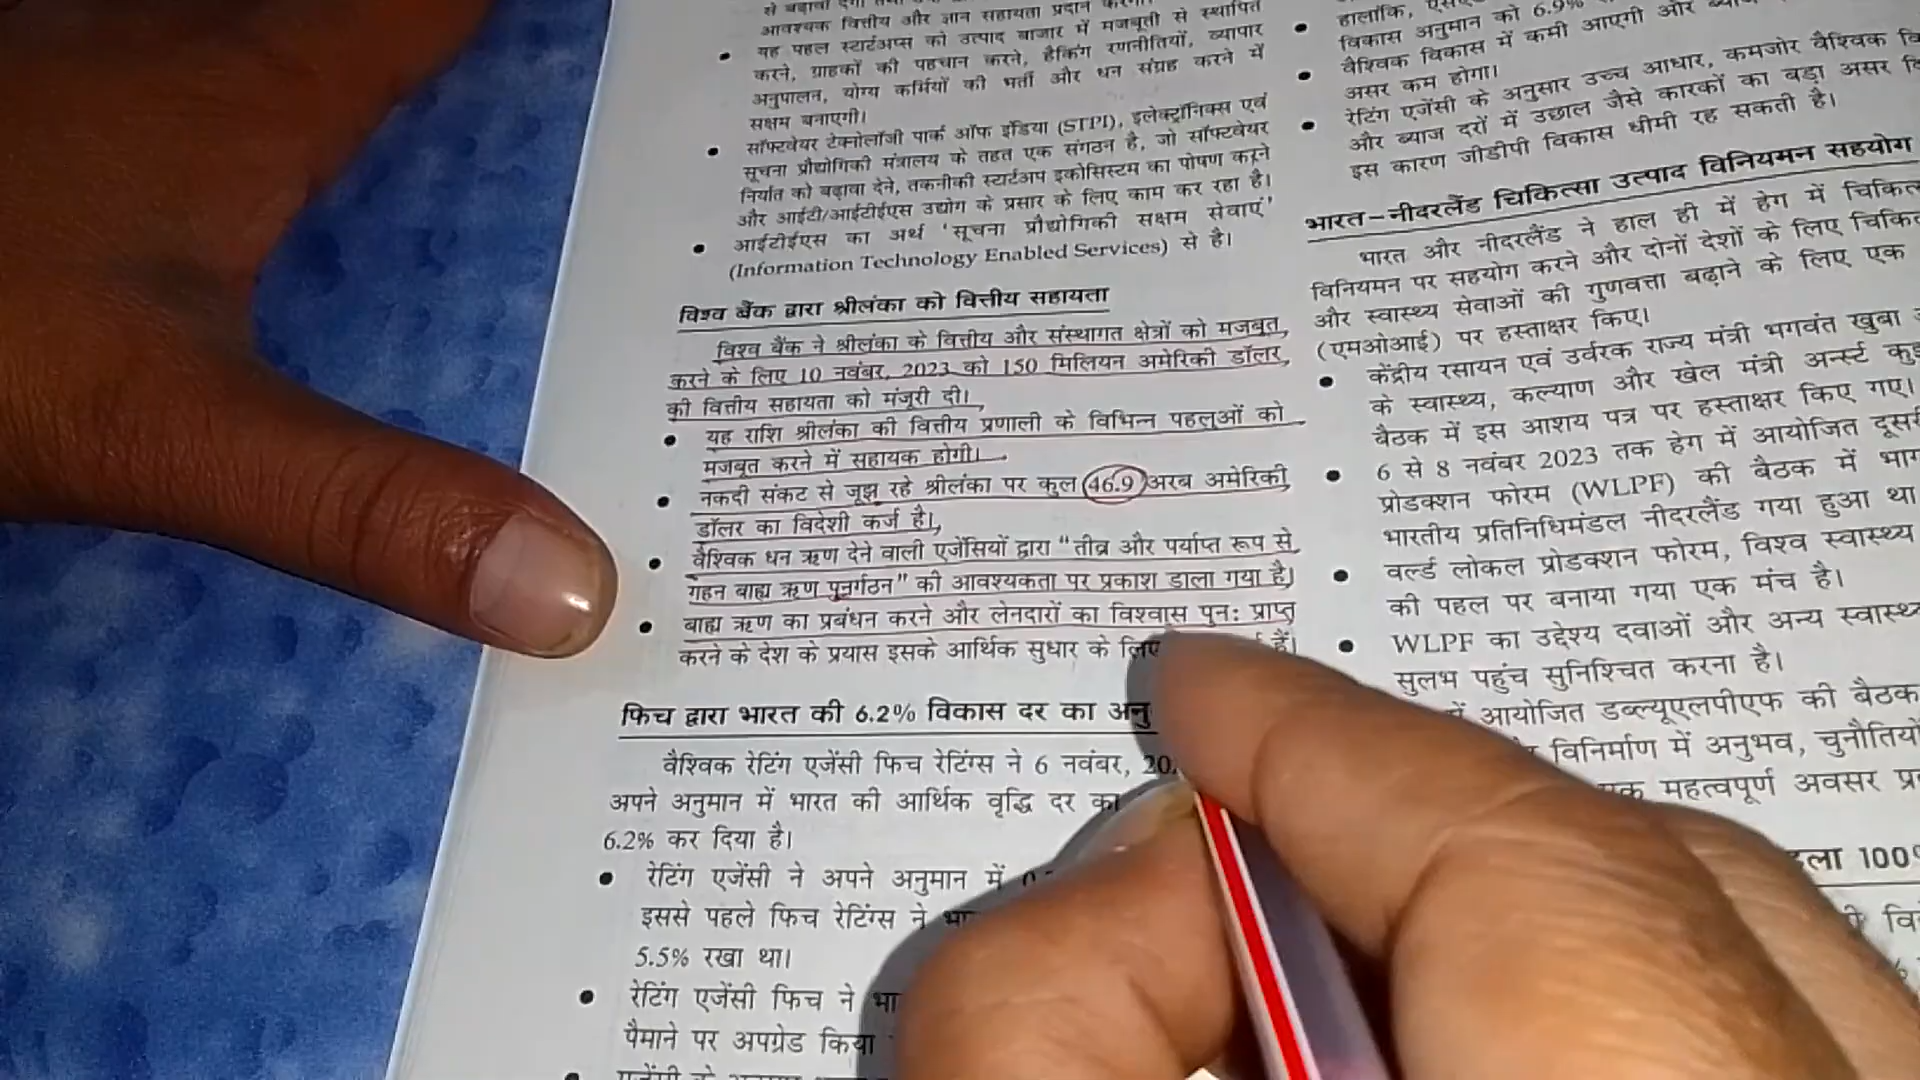 से बढ़ावा देगा तथा
आवश्यक वित्तीय और ज्ञान सहायता प्रदान करेगा।
यह पहल स्टार्टअप्स को उत्पाद बाजार में मजबूती से स्थापित
करने, ग्राहकों की पहचान करने, हैकिंग रणनीतियों, व्यापार
अनुपालन, योग्य कर्मियों की भर्ती और धन संग्रह करने में
सक्षम बनाएगी।
सॉफ्टवेयर टेक्नोलॉजी पार्क ऑफ इंडिया (STPI), इलेक्ट्रॉनिक्स एवं
सूचना प्रौद्योगिकी मंत्रालय के तहत एक संगठन है, जो सॉफ्टवेयर
निर्यात को बढ़ावा देने, तकनीकी स्टार्टअप इकोसिस्टम का पोषण करने
और आईटी/आईटीईएस उद्योग के प्रसार के लिए काम कर रहा है।
आईटीईएस का अर्थ 'सूचना प्रौद्योगिकी सक्षम सेवाएं'
(Information Technology Enabled Services) से है।
विश्व बैंक द्वारा श्रीलंका को वित्तीय सहायता
विश्व बैंक ने श्रीलंका के वित्तीय और संस्थागत क्षेत्रों को मजबूत
करने के लिए 10 नवंबर, 2023 को 150 मिलियन अमेरिकी डॉलर
की वित्तीय सहायता को मंजूरी दी।
यह राशि श्रीलंका की वित्तीय प्रणाली के विभिन्न पहलुओं को
मजबूत करने में सहायक होगी।
नकदी संकट से जूझ रहे श्रीलंका पर कुल 46.9 अरब अमेरिकी
डॉलर का विदेशी कर्ज है।
वैश्विक धन ऋण देने वाली एजेंसियों द्वारा "तीव्र और पर्याप्त रूप से
गहन बाह्य ऋण पुनर्गठन" की आवश्यकता पर प्रकाश डाला गया है।
बाह्य ऋण का प्रबंधन करने और लेनदारों का विश्वास पुनः प्राप्त
करने के देश के प्रयास इसके आर्थिक सुधार के लिए हैं।
फिच द्वारा भारत की 6.2% विकास दर का
वैश्विक रेटिंग एजेंसी फिच रेटिंग्स ने 6 नवंबर,
अपने अनुमान में भारत की आर्थिक वृद्धि दर का
6.2% कर दिया है।
रेटिंग एजेंसी ने अपने अनुमान में
इससे पहले फिच रेटिंग्स ने
5.5% रखा था।
रेटिंग एजेंसी फिच ने
पैमाने पर अपग्रेड किया
हालांकि,
विकास अनुमान को 6.9%
वैश्विक विकास में कमी आएगी और
असर कम होगा।
रेटिंग एजेंसी के अनुसार उच्च आधार, कमजोर वैश्विक
और ब्याज दरों में उछाल जैसे कारकों का बड़ा असर
इस कारण जीडीपी विकास धीमी रह सकती है।
भारत-नीदरलैंड चिकित्सा उत्पाद विनियमन सहयोग
भारत और नीदरलैंड ने हाल ही में हेग में
विनियमन पर सहयोग करने और दोनों देशों के लिए
और स्वास्थ्य सेवाओं की गुणवत्ता बढ़ाने के लिए एक
(एमओआई) पर हस्ताक्षर किए।
केंद्रीय रसायन एवं उर्वरक राज्य मंत्री भगवंत खुबा
के स्वास्थ्य, कल्याण और खेल मंत्री अर्न्स्ट
बैठक में इस आशय पत्र पर हस्ताक्षर किए गए।
6 से 8 नवंबर 2023 तक हेग में आयोजित
प्रोडक्शन फोरम (WLPF) की बैठक में
भारतीय प्रतिनिधिमंडल नीदरलैंड गया हुआ था
वर्ल्ड लोकल प्रोडक्शन फोरम, विश्व स्वास्थ्य
की पहल पर बनाया गया एक मंच है।
WLPF का उद्देश्य दवाओं और अन्य
सुलभ पहुंच सुनिश्चित करना है।
में आयोजित डब्ल्यूएलपीएफ की बैठक
विनिर्माण में अनुभव,
एक महत्वपूर्ण अवसर
100%